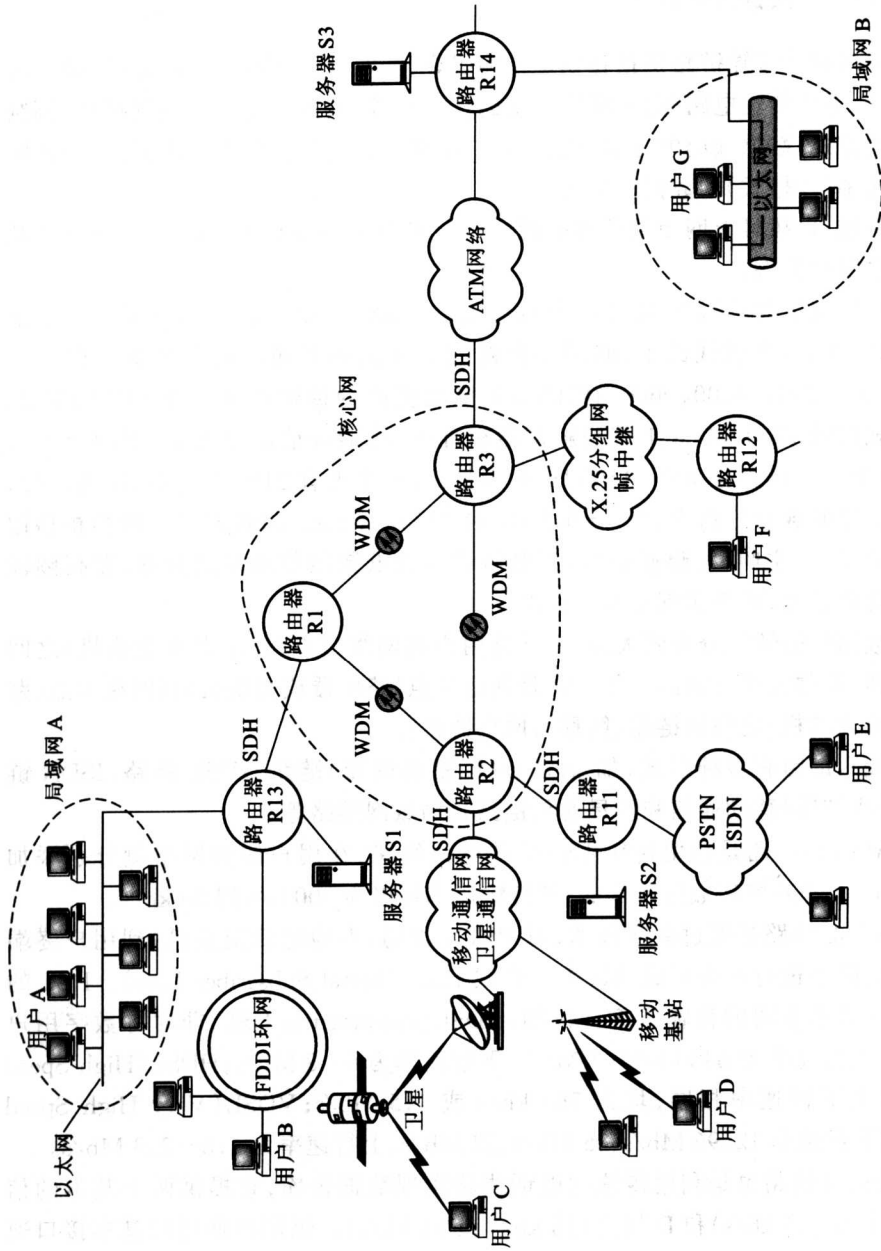 局域网 A
以太网
用户 A
FDDI环网
用户 B
路由器
R13
服务器 S1
SDH
核心网
路由器
R1
WDM
WDM
WDM
路由器
R2
路由器
R3
SDH
SDH
SDH
移动通信网
卫星通信网
卫星
用户 C
移动
基站
用户 D
路由器
R11
服务器 S2
PSTN
ISDN
用户 E
X.25分组网
帧中继
路由器
R12
用户 F
ATM网络
路由器
R14
服务器 S3
局域网 B
用户 G
以太网